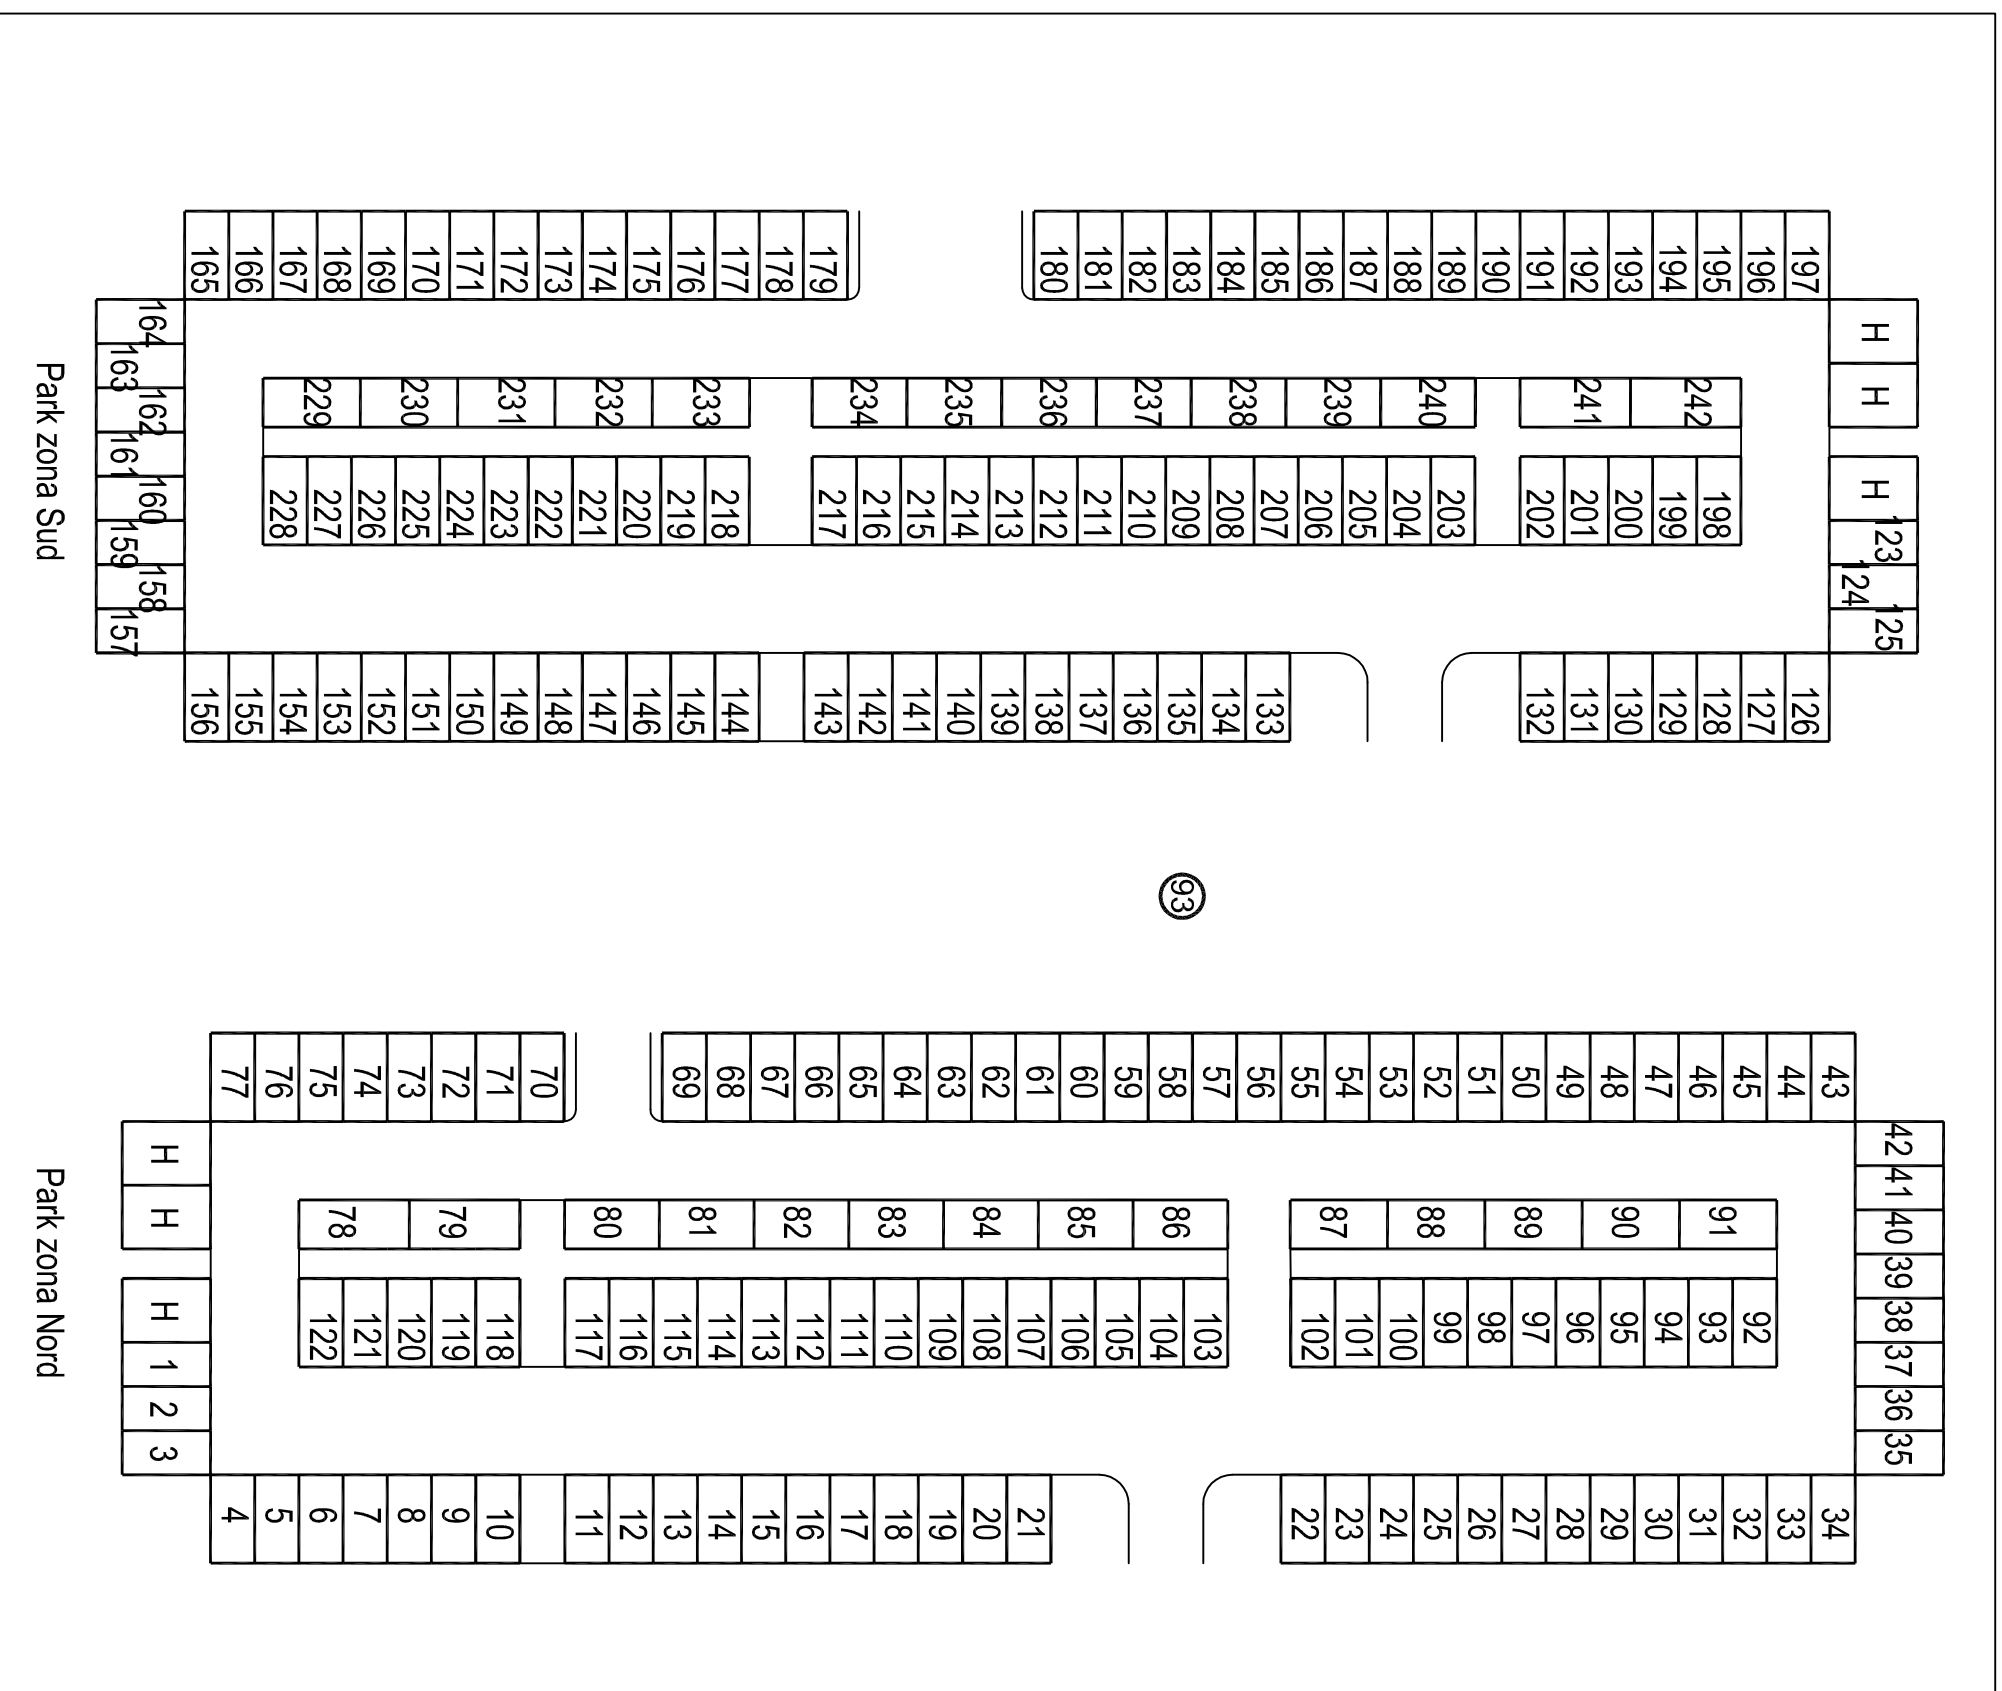 165 166 167 168 169 170 171 172 173 174 175 176 177 178 179 180 181 182 183 184 185 186 187 188 189 190 191 192 193 194 195 196 197
164 163 162 161 160 159 158 157
H H
H 123 124 125
229 230 231 232 233 234 235 236 237 238 239 240 241 242
228 227 226 225 224 223 222 221 220 219 218 217 216 215 214 213 212 211 210 209 208 207 206 205 204 203 202 201 200 199 198
156 155 154 153 152 151 150 149 148 147 146 145 144 143 142 141 140 139 138 137 136 135 134 133 132 131 130 129 128 127 126
Park zona Sud
93
77 76 75 74 73 72 71 70 69 68 67 66 65 64 63 62 61 60 59 58 57 56 55 54 53 52 51 50 49 48 47 46 45 44 43
H H
H 1 2 3
42 41 40 39 38 37 36 35
78 79 80 81 82 83 84 85 86 87 88 89 90 91
122 121 120 119 118 117 116 115 114 113 112 111 110 109 108 107 106 105 104 103 102 101 100 99 98 97 96 95 94 93 92
4 5 6 7 8 9 10 11 12 13 14 15 16 17 18 19 20 21 22 23 24 25 26 27 28 29 30 31 32 33 34
Park zona Nord